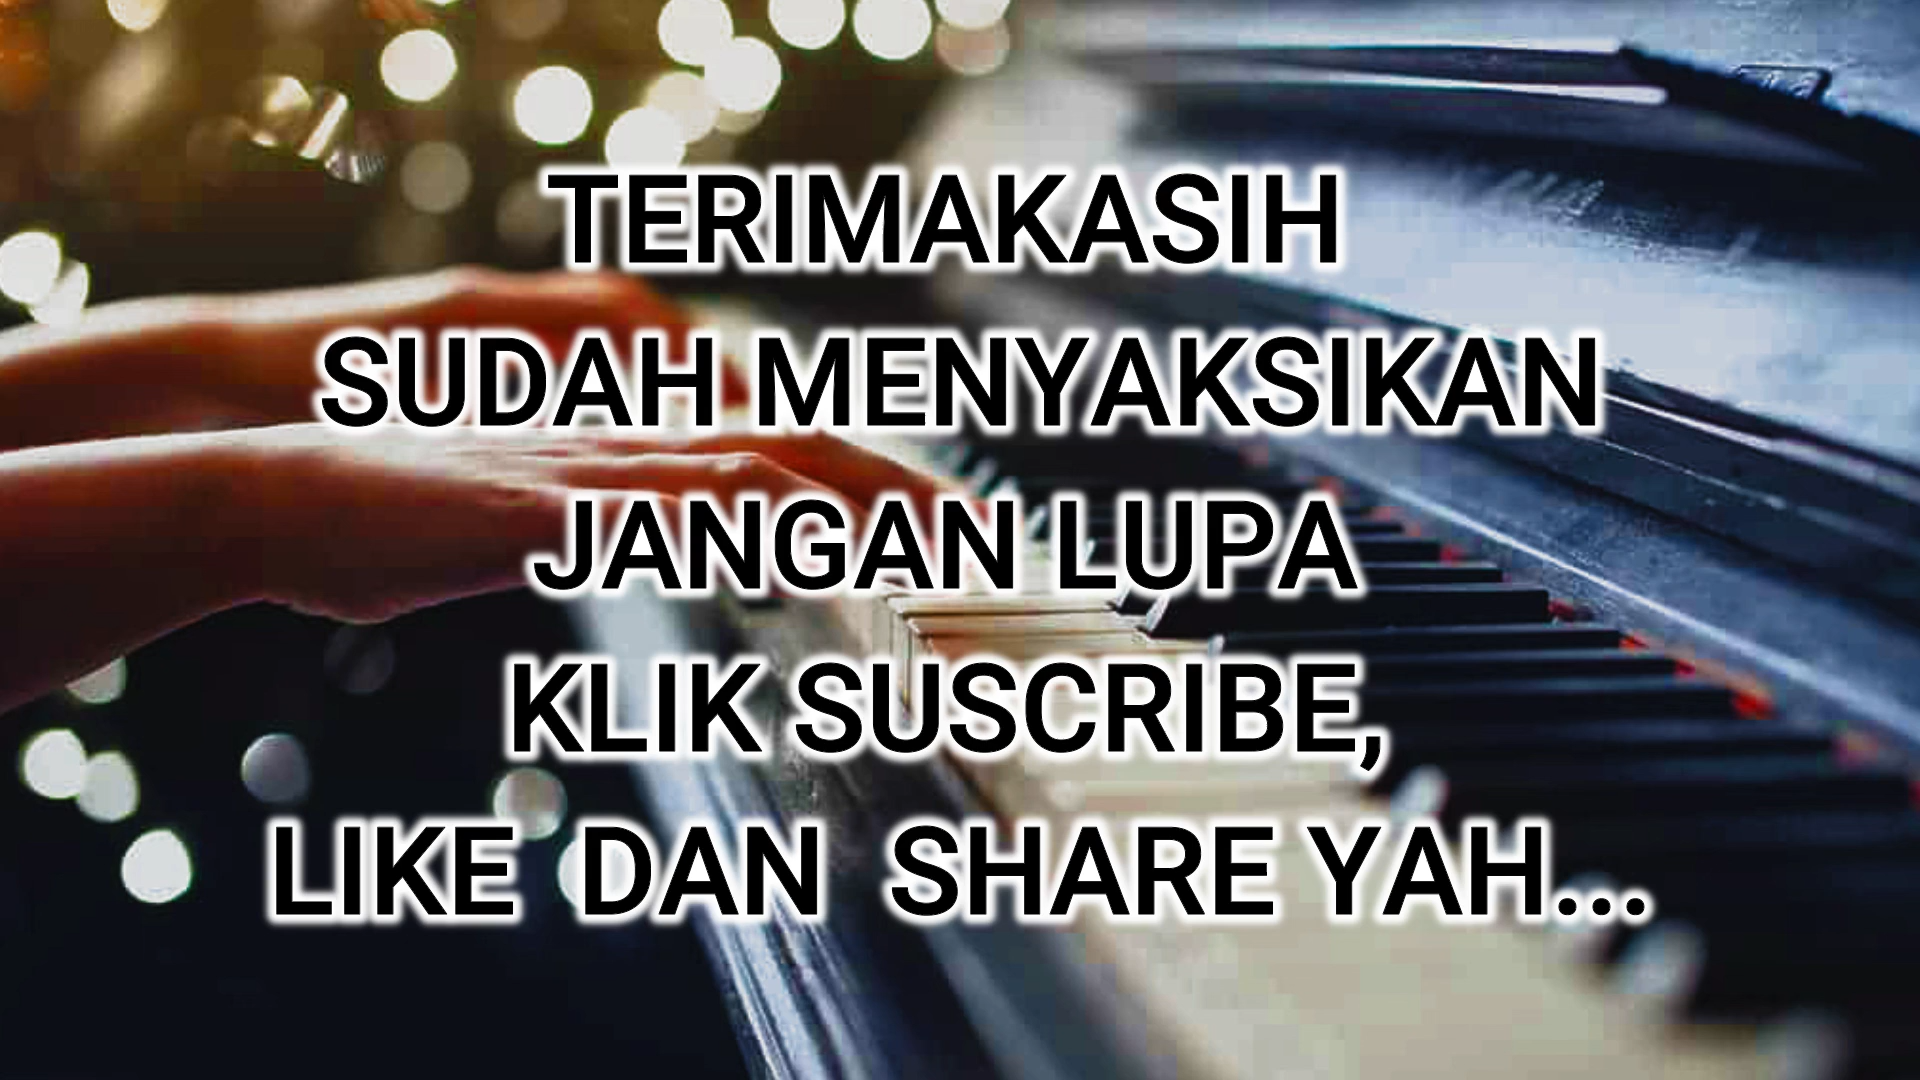 TERIMAKASIH
SUDAH MENYAKSIKAN
JANGAN LUPA
KLIK SUSCRIBE,
LIKE DAN SHARE YAH...